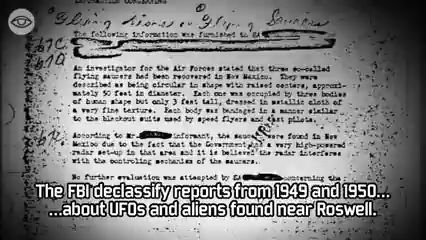 Flying Discs or Flying Saucers
The following information was furnished to SA
67C
An investigator for the Air Forces stated that three so-called
flying saucers had been recovered in New Mexico. They were
described as being circular in shape with raised centers, approxi-
mately 50 feet in diameter. Each one was occupied by three bodies
of human shape but only 3 feet tall, dressed in metallic cloth of
a very fine texture. Each body was bandaged in a manner similar
to the blackout suits used by speed flyers and test pilots.
According to Mr. informant, the saucers were found in New
Mexico due to the fact that the Government has a very high-powered
radar set-up in that area and it is believed the radar interferes
with the controling mechanism of the saucers.
No further evaluation was attempted by SA concerning the
The FBI declassify reports from 1949 and 1950...
...about UFOs and aliens found near Roswell.